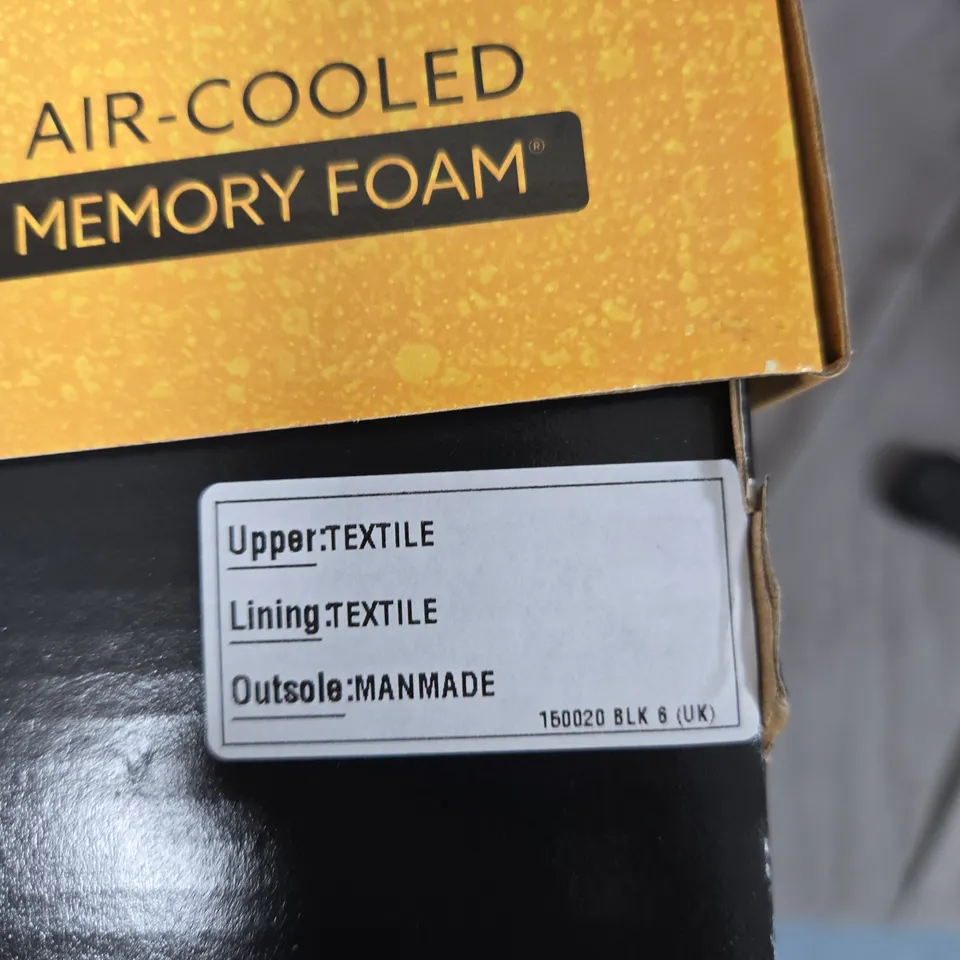 AIR-COOLED
MEMORY FOAM®
Upper:TEXTILE
Lining:TEXTILE
Outsole:MANMADE
150020 BLK 6 (UK)